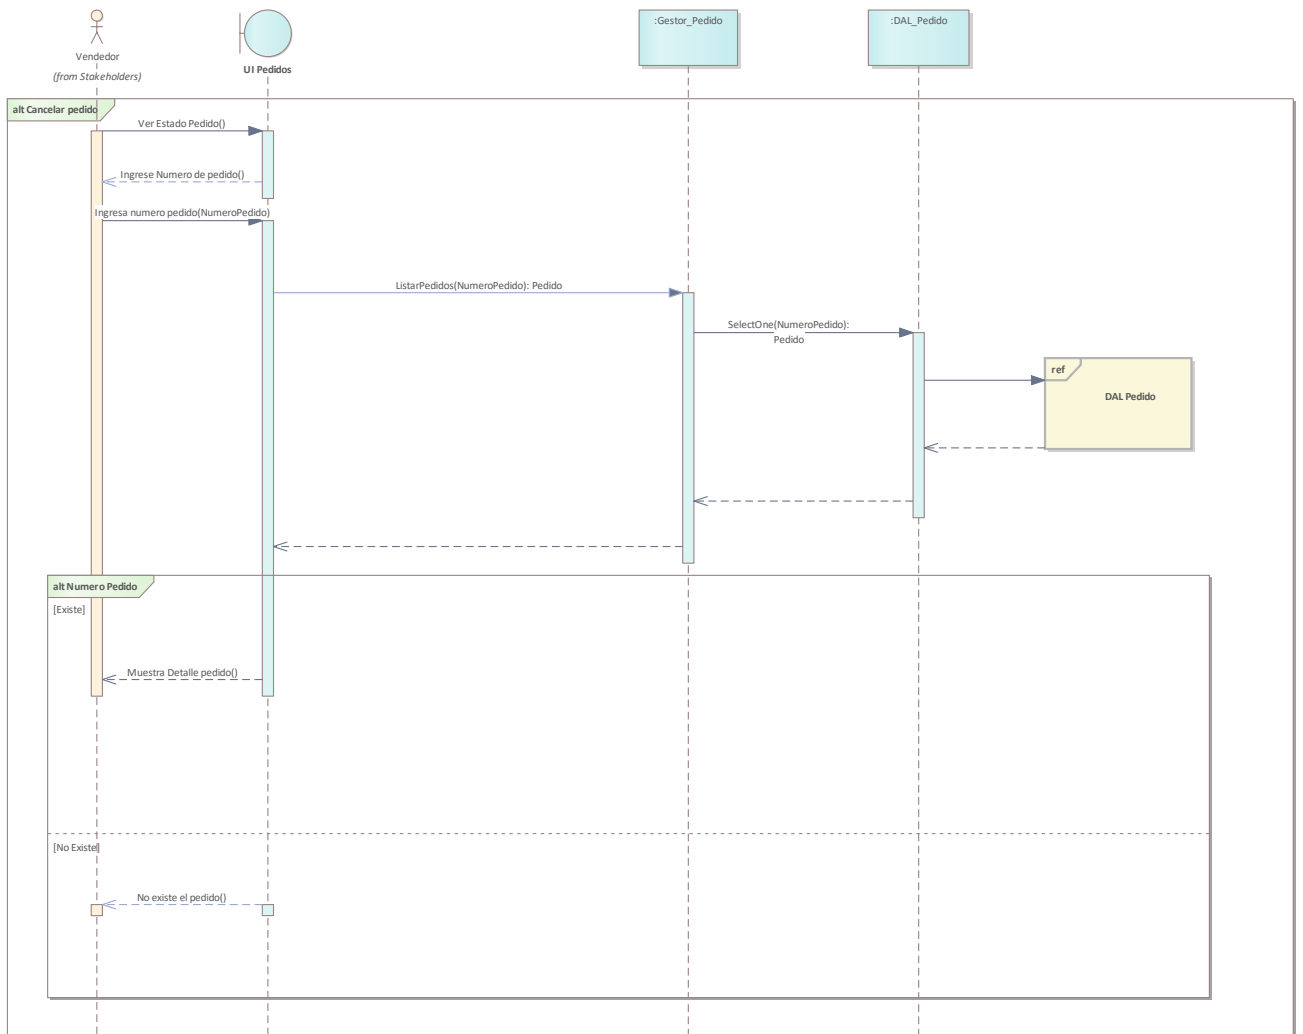 :Gestor_Pedido
:DAL_Pedido
Vendedor
(from Stakeholders)
UI Pedidos
alt Cancelar pedido
Ver Estado Pedido()
Ingrese Numero de pedido()
Ingresa numero pedido(NumeroPedido)
ListarPedidos(NumeroPedido): Pedido
SelectOne(NumeroPedido):
Pedido
ref
DAL Pedido
alt Numero Pedido
[Existe]
Muestra Detalle pedido()
[No Existe]
No existe el pedido()